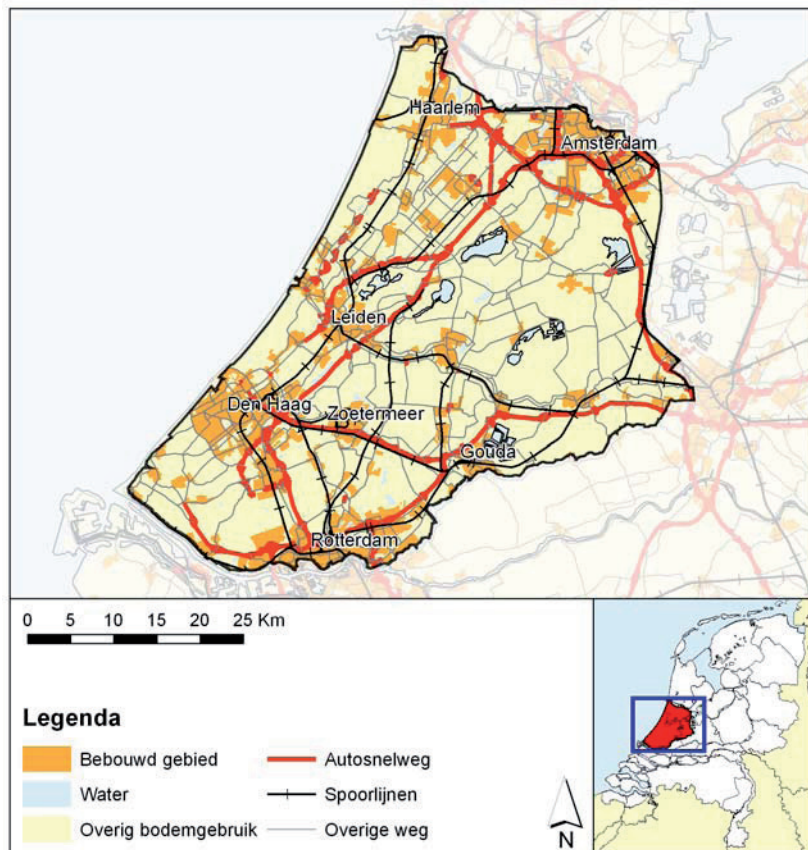 Haarlem
Amsterdam
Leiden
Den Haag
Zoetermeer
Gouda
Rotterdam
0 5 10 15 20 25 Km
Legenda
Bebouwd gebied
Autosnelweg
Water
Spoorlijnen
Overig bodemgebruik
Overige weg
N